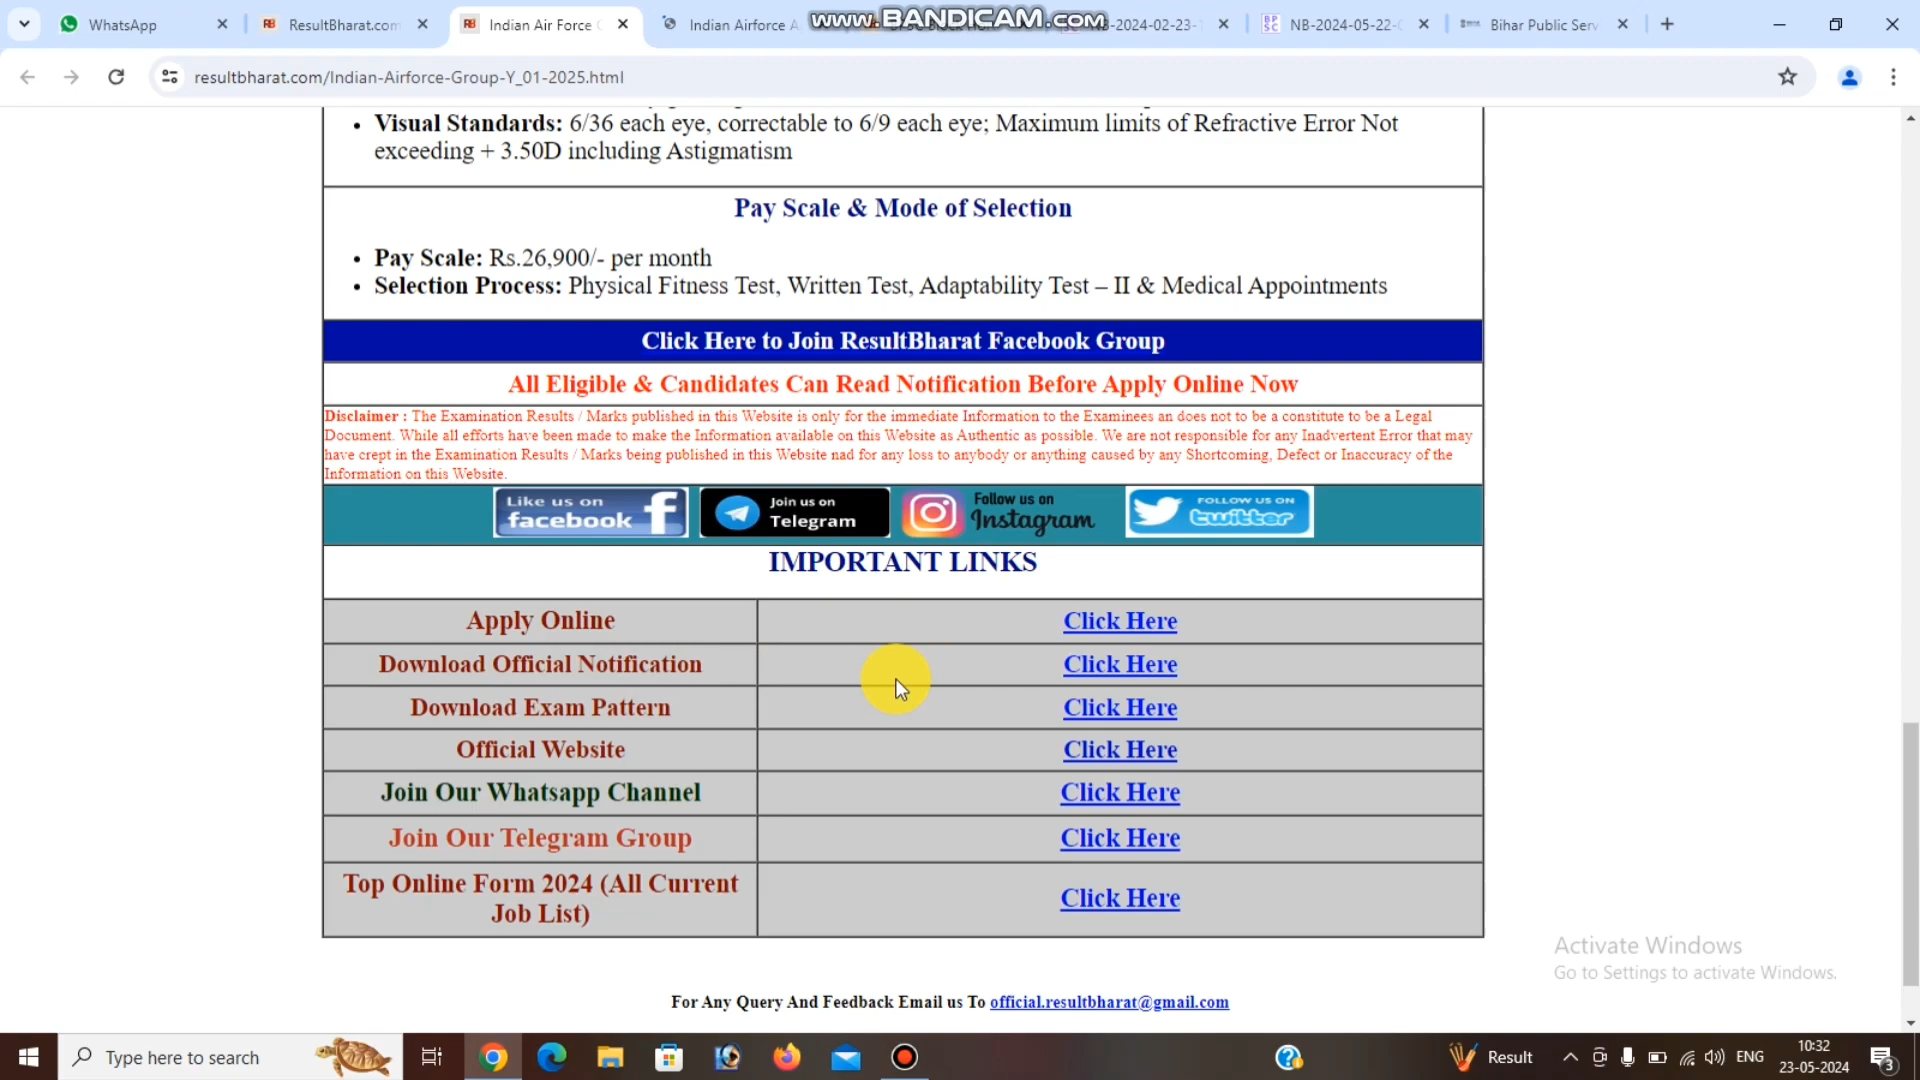 WhatsApp
ResultBharat.com
Indian Air Force
Indian Airforce A
www.BANDICAM.com
NB-2024-02-23-
NB-2024-05-22-
Bihar Public Serv
resultbharat.com/Indian-Airforce-Group-Y_01-2025.html
Visual Standards: 6/36 each eye, correctable to 6/9 each eye; Maximum limits of Refractive Error Not
exceeding + 3.50D including Astigmatism
Pay Scale & Mode of Selection
Pay Scale: Rs.26,900/- per month
Selection Process: Physical Fitness Test, Written Test, Adaptability Test – II & Medical Appointments
Click Here to Join ResultBharat Facebook Group
All Eligible & Candidates Can Read Notification Before Apply Online Now
Disclaimer : The Examination Results / Marks published in this Website is only for the immediate Information to the Examinees an does not to be a constitute to be a Legal
Document. While all efforts have been made to make the Information available on this Website as Authentic as possible. We are not responsible for any Inadvertent Error that may
have crept in the Examination Results / Marks being published in this Website nad for any loss to anybody or anything caused by any Shortcoming, Defect or Inaccuracy of the
Information on this Website.
Like us on
facebook
Join us on
Telegram
Follow us on
Instagram
FOLLOW US ON
twitter
IMPORTANT LINKS
Apply Online Click Here
Download Official Notification Click Here
Download Exam Pattern Click Here
Official Website Click Here
Join Our Whatsapp Channel Click Here
Join Our Telegram Group Click Here
Top Online Form 2024 (All Current
Job List) Click Here
Activate Windows
Go to Settings to activate Windows.
For Any Query And Feedback Email us To official.resultbharat@gmail.com
Type here to search
Result
ENG
10:32
23-05-2024
3